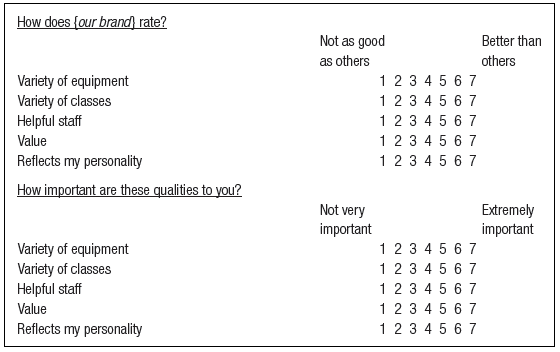 How does {our brand} rate?
Not as good as others
Better than others
Variety of equipment 1 2 3 4 5 6 7
Variety of classes 1 2 3 4 5 6 7
Helpful staff 1 2 3 4 5 6 7
Value 1 2 3 4 5 6 7
Reflects my personality 1 2 3 4 5 6 7
How important are these qualities to you?
Not very important
Extremely important
Variety of equipment 1 2 3 4 5 6 7
Variety of classes 1 2 3 4 5 6 7
Helpful staff 1 2 3 4 5 6 7
Value 1 2 3 4 5 6 7
Reflects my personality 1 2 3 4 5 6 7